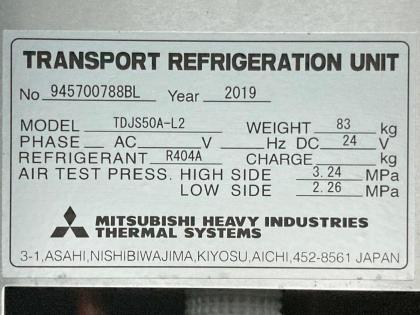 TRANSPORT REFRIGERATION UNIT
No 945700788BL Year 2019
MODEL TDJS50A-L2 WEIGHT 83 kg
PHASE AC V Hz DC 24 V
REFRIGERANT R404A CHARGE kg
AIR TEST PRESS. HIGH SIDE 3.24 MPa
LOW SIDE 2.26 MPa
MITSUBISHI HEAVY INDUSTRIES
THERMAL SYSTEMS
3-1,ASAHI,NISHIBIWAJIMA,KIYOSU,AICHI,452-8561 JAPAN